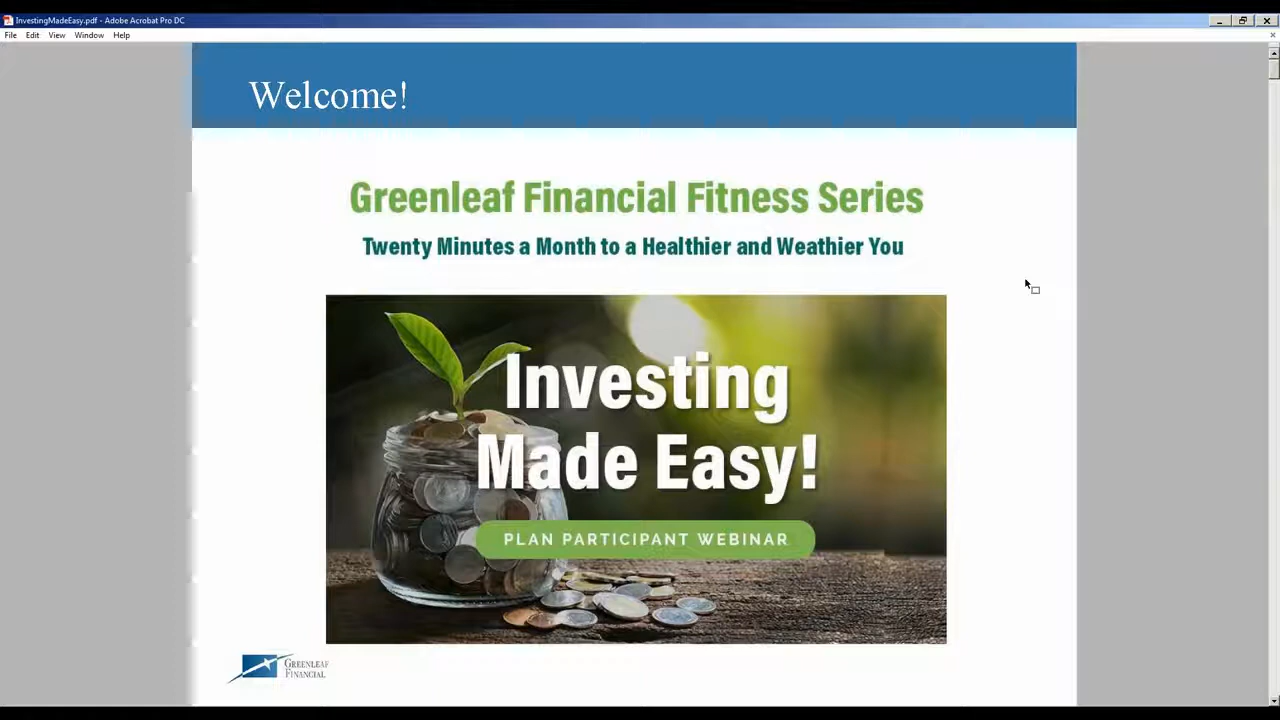 InvestingMadeEasy.pdf - Adobe Acrobat Pro DC
File Edit View Window Help
Welcome!
Greenleaf Financial Fitness Series
Twenty Minutes a Month to a Healthier and Weathier You
Investing
Made Easy!
PLAN PARTICIPANT WEBINAR
GREENLEAF
FINANCIAL